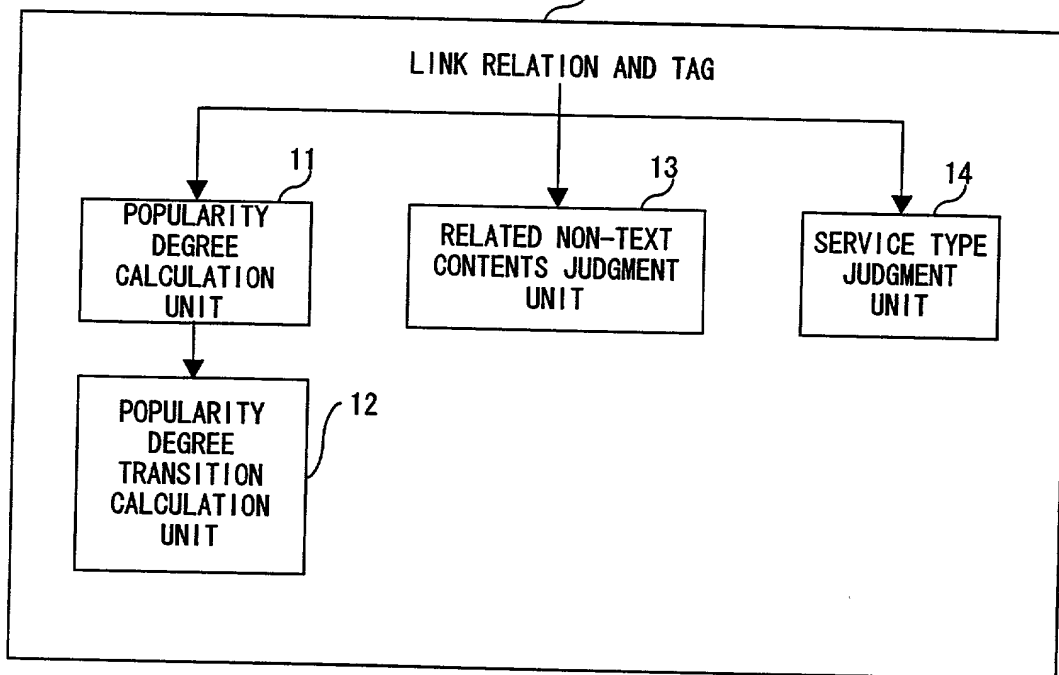 LINK RELATION AND TAG
11
POPULARITY
DEGREE
CALCULATION
UNIT
13
RELATED NON-TEXT
CONTENTS JUDGMENT
UNIT
14
SERVICE TYPE
JUDGMENT
UNIT
12
POPULARITY
DEGREE
TRANSITION
CALCULATION
UNIT